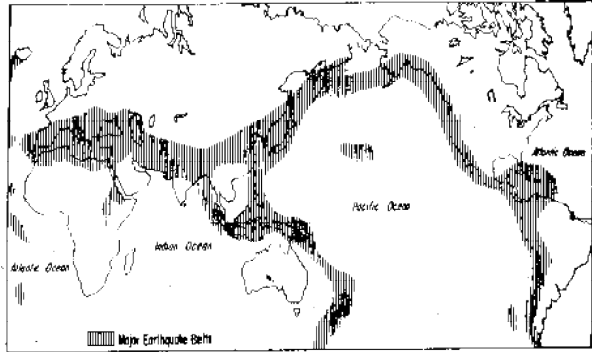 Atlantic Ocean
Pacific Ocean
Indian Ocean
Atlantic Ocean
Major Earthquake Belts